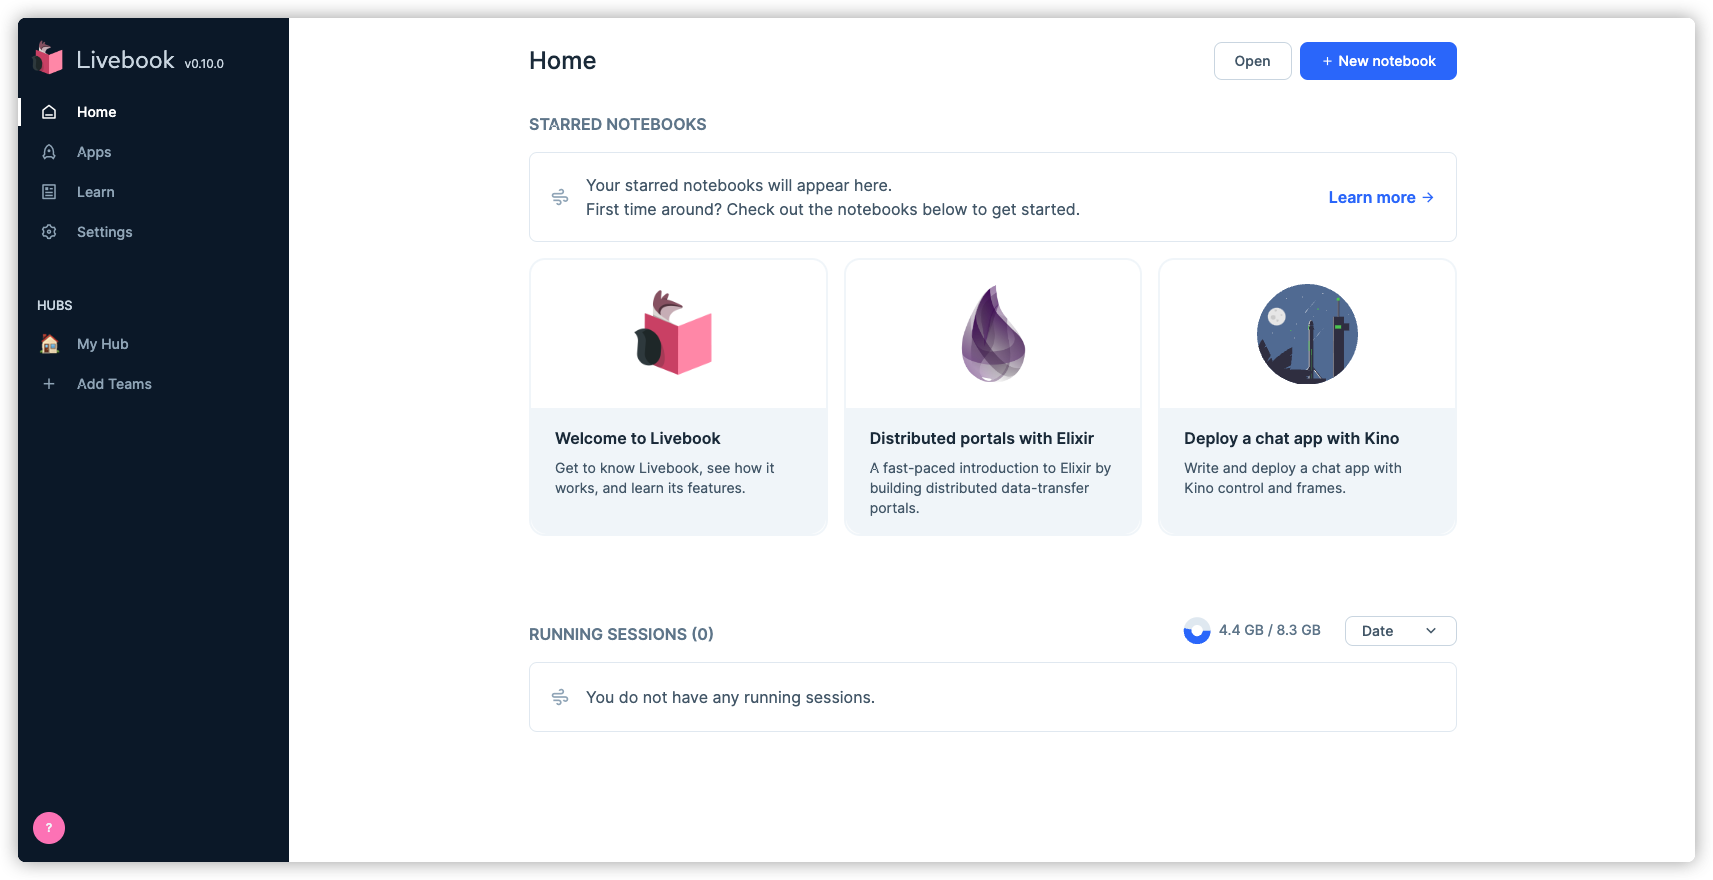 Livebook v0.10.0
Home
Apps
Learn
Settings
HUBS
My Hub
Add Teams
?
Home
Open
+ New notebook
STARRED NOTEBOOKS
Your starred notebooks will appear here.
First time around? Check out the notebooks below to get started.
Learn more →
Welcome to Livebook
Get to know Livebook, see how it
works, and learn its features.
Distributed portals with Elixir
A fast-paced introduction to Elixir by
building distributed data-transfer
portals.
Deploy a chat app with Kino
Write and deploy a chat app with
Kino control and frames.
RUNNING SESSIONS (0)
4.4 GB / 8.3 GB
Date
You do not have any running sessions.